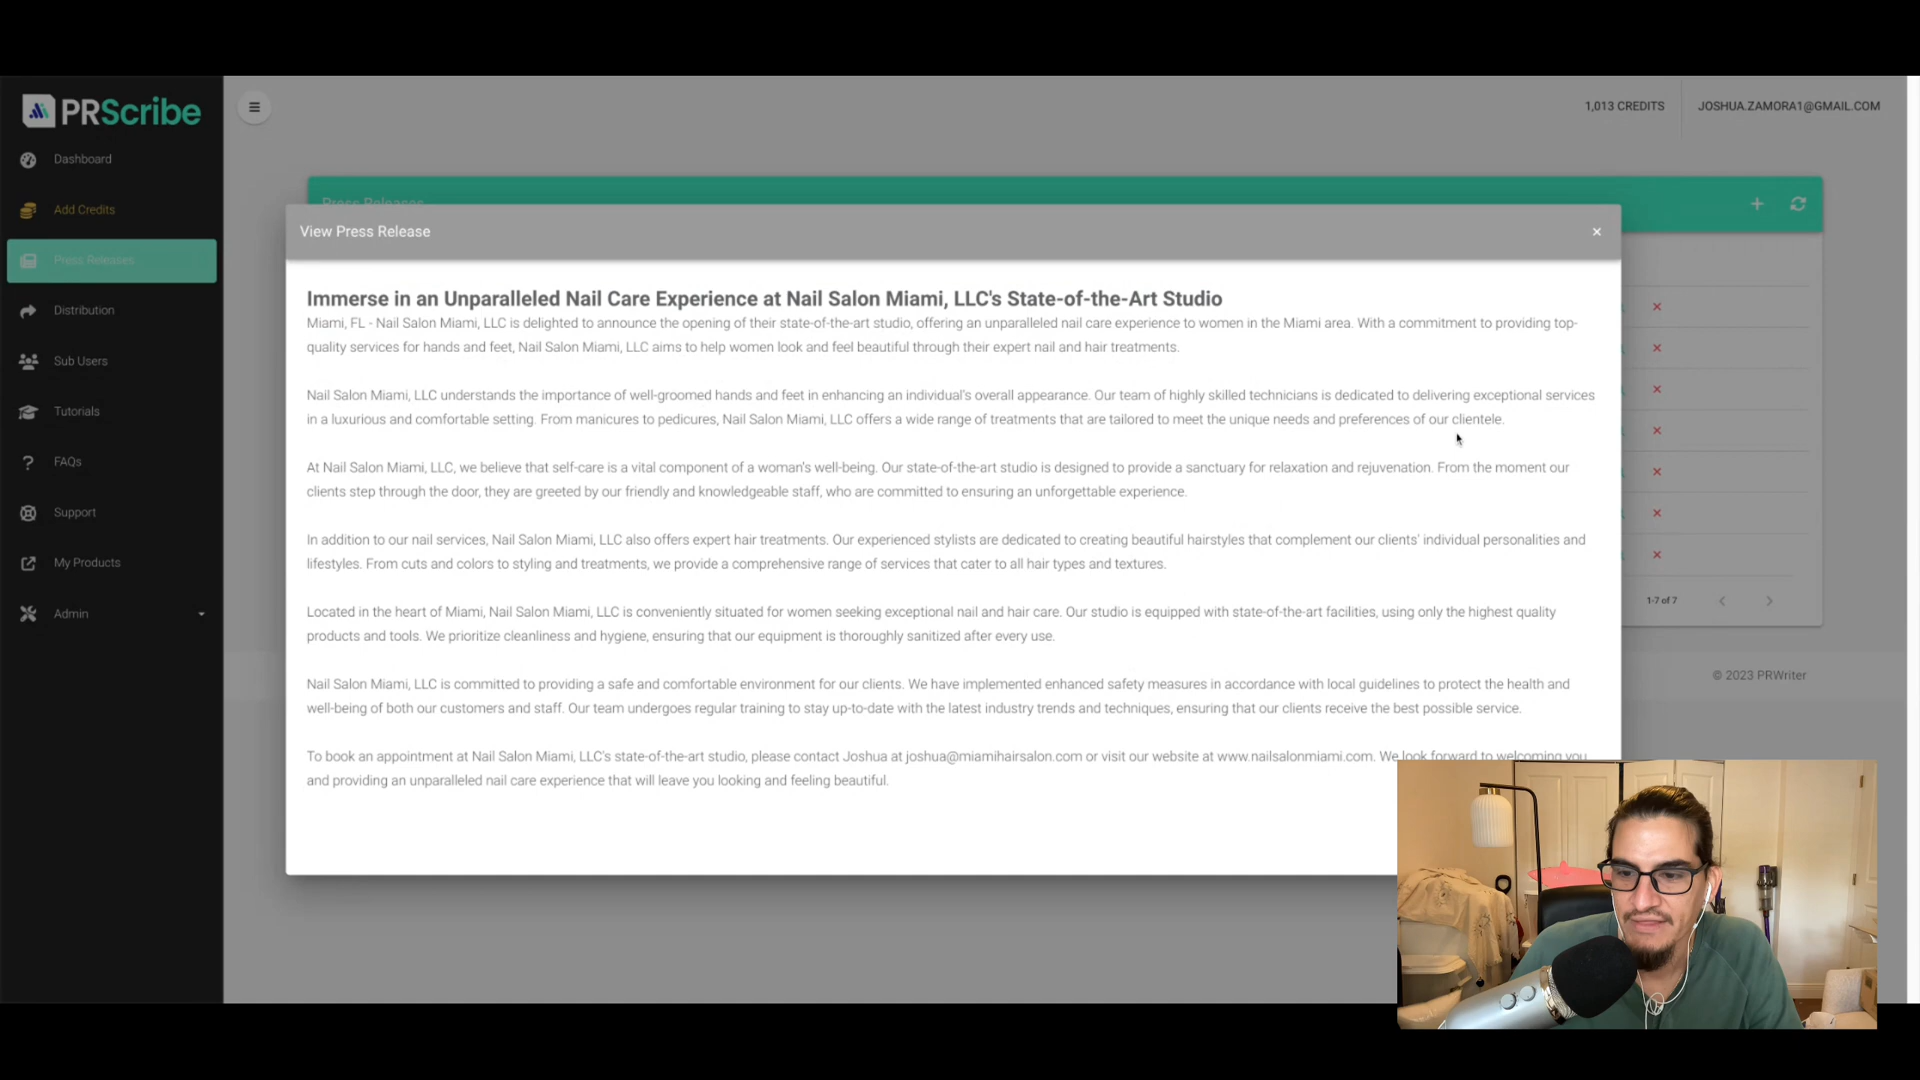 PRScribe
1,013 CREDITS
JOSHUA.ZAMORA1@GMAIL.COM
Dashboard
Add Credits
Press Releases
Distribution
Sub Users
Tutorials
FAQs
Support
My Products
Admin
Press Releases
View Press Release
Immerse in an Unparalleled Nail Care Experience at Nail Salon Miami, LLC's State-of-the-Art Studio
Miami, FL - Nail Salon Miami, LLC is delighted to announce the opening of their state-of-the-art studio, offering an unparalleled nail care experience to women in the Miami area. With a commitment to providing top-
quality services for hands and feet, Nail Salon Miami, LLC aims to help women look and feel beautiful through their expert nail and hair treatments.
Nail Salon Miami, LLC understands the importance of well-groomed hands and feet in enhancing an individual's overall appearance. Our team of highly skilled technicians is dedicated to delivering exceptional services
in a luxurious and comfortable setting. From manicures to pedicures, Nail Salon Miami, LLC offers a wide range of treatments that are tailored to meet the unique needs and preferences of our clientele.
At Nail Salon Miami, LLC, we believe that self-care is a vital component of a woman's well-being. Our state-of-the-art studio is designed to provide a sanctuary for relaxation and rejuvenation. From the moment our
clients step through the door, they are greeted by our friendly and knowledgeable staff, who are committed to ensuring an unforgettable experience.
In addition to our nail services, Nail Salon Miami, LLC also offers expert hair treatments. Our experienced stylists are dedicated to creating beautiful hairstyles that complement our clients' individual personalities and
lifestyles. From cuts and colors to styling and treatments, we provide a comprehensive range of services that cater to all hair types and textures.
Located in the heart of Miami, Nail Salon Miami, LLC is conveniently situated for women seeking exceptional nail and hair care. Our studio is equipped with state-of-the-art facilities, using only the highest quality
products and tools. We prioritize cleanliness and hygiene, ensuring that our equipment is thoroughly sanitized after every use.
Nail Salon Miami, LLC is committed to providing a safe and comfortable environment for our clients. We have implemented enhanced safety measures in accordance with local guidelines to protect the health and
well-being of both our customers and staff. Our team undergoes regular training to stay up-to-date with the latest industry trends and techniques, ensuring that our clients receive the best possible service.
To book an appointment at Nail Salon Miami, LLC's state-of-the-art studio, please contact Joshua at joshua@miamihairsalon.com or visit our website at www.nailsalonmiami.com. We look forward to welcoming you
and providing an unparalleled nail care experience that will leave you looking and feeling beautiful.
1-7 of 7
© 2023 PRWriter